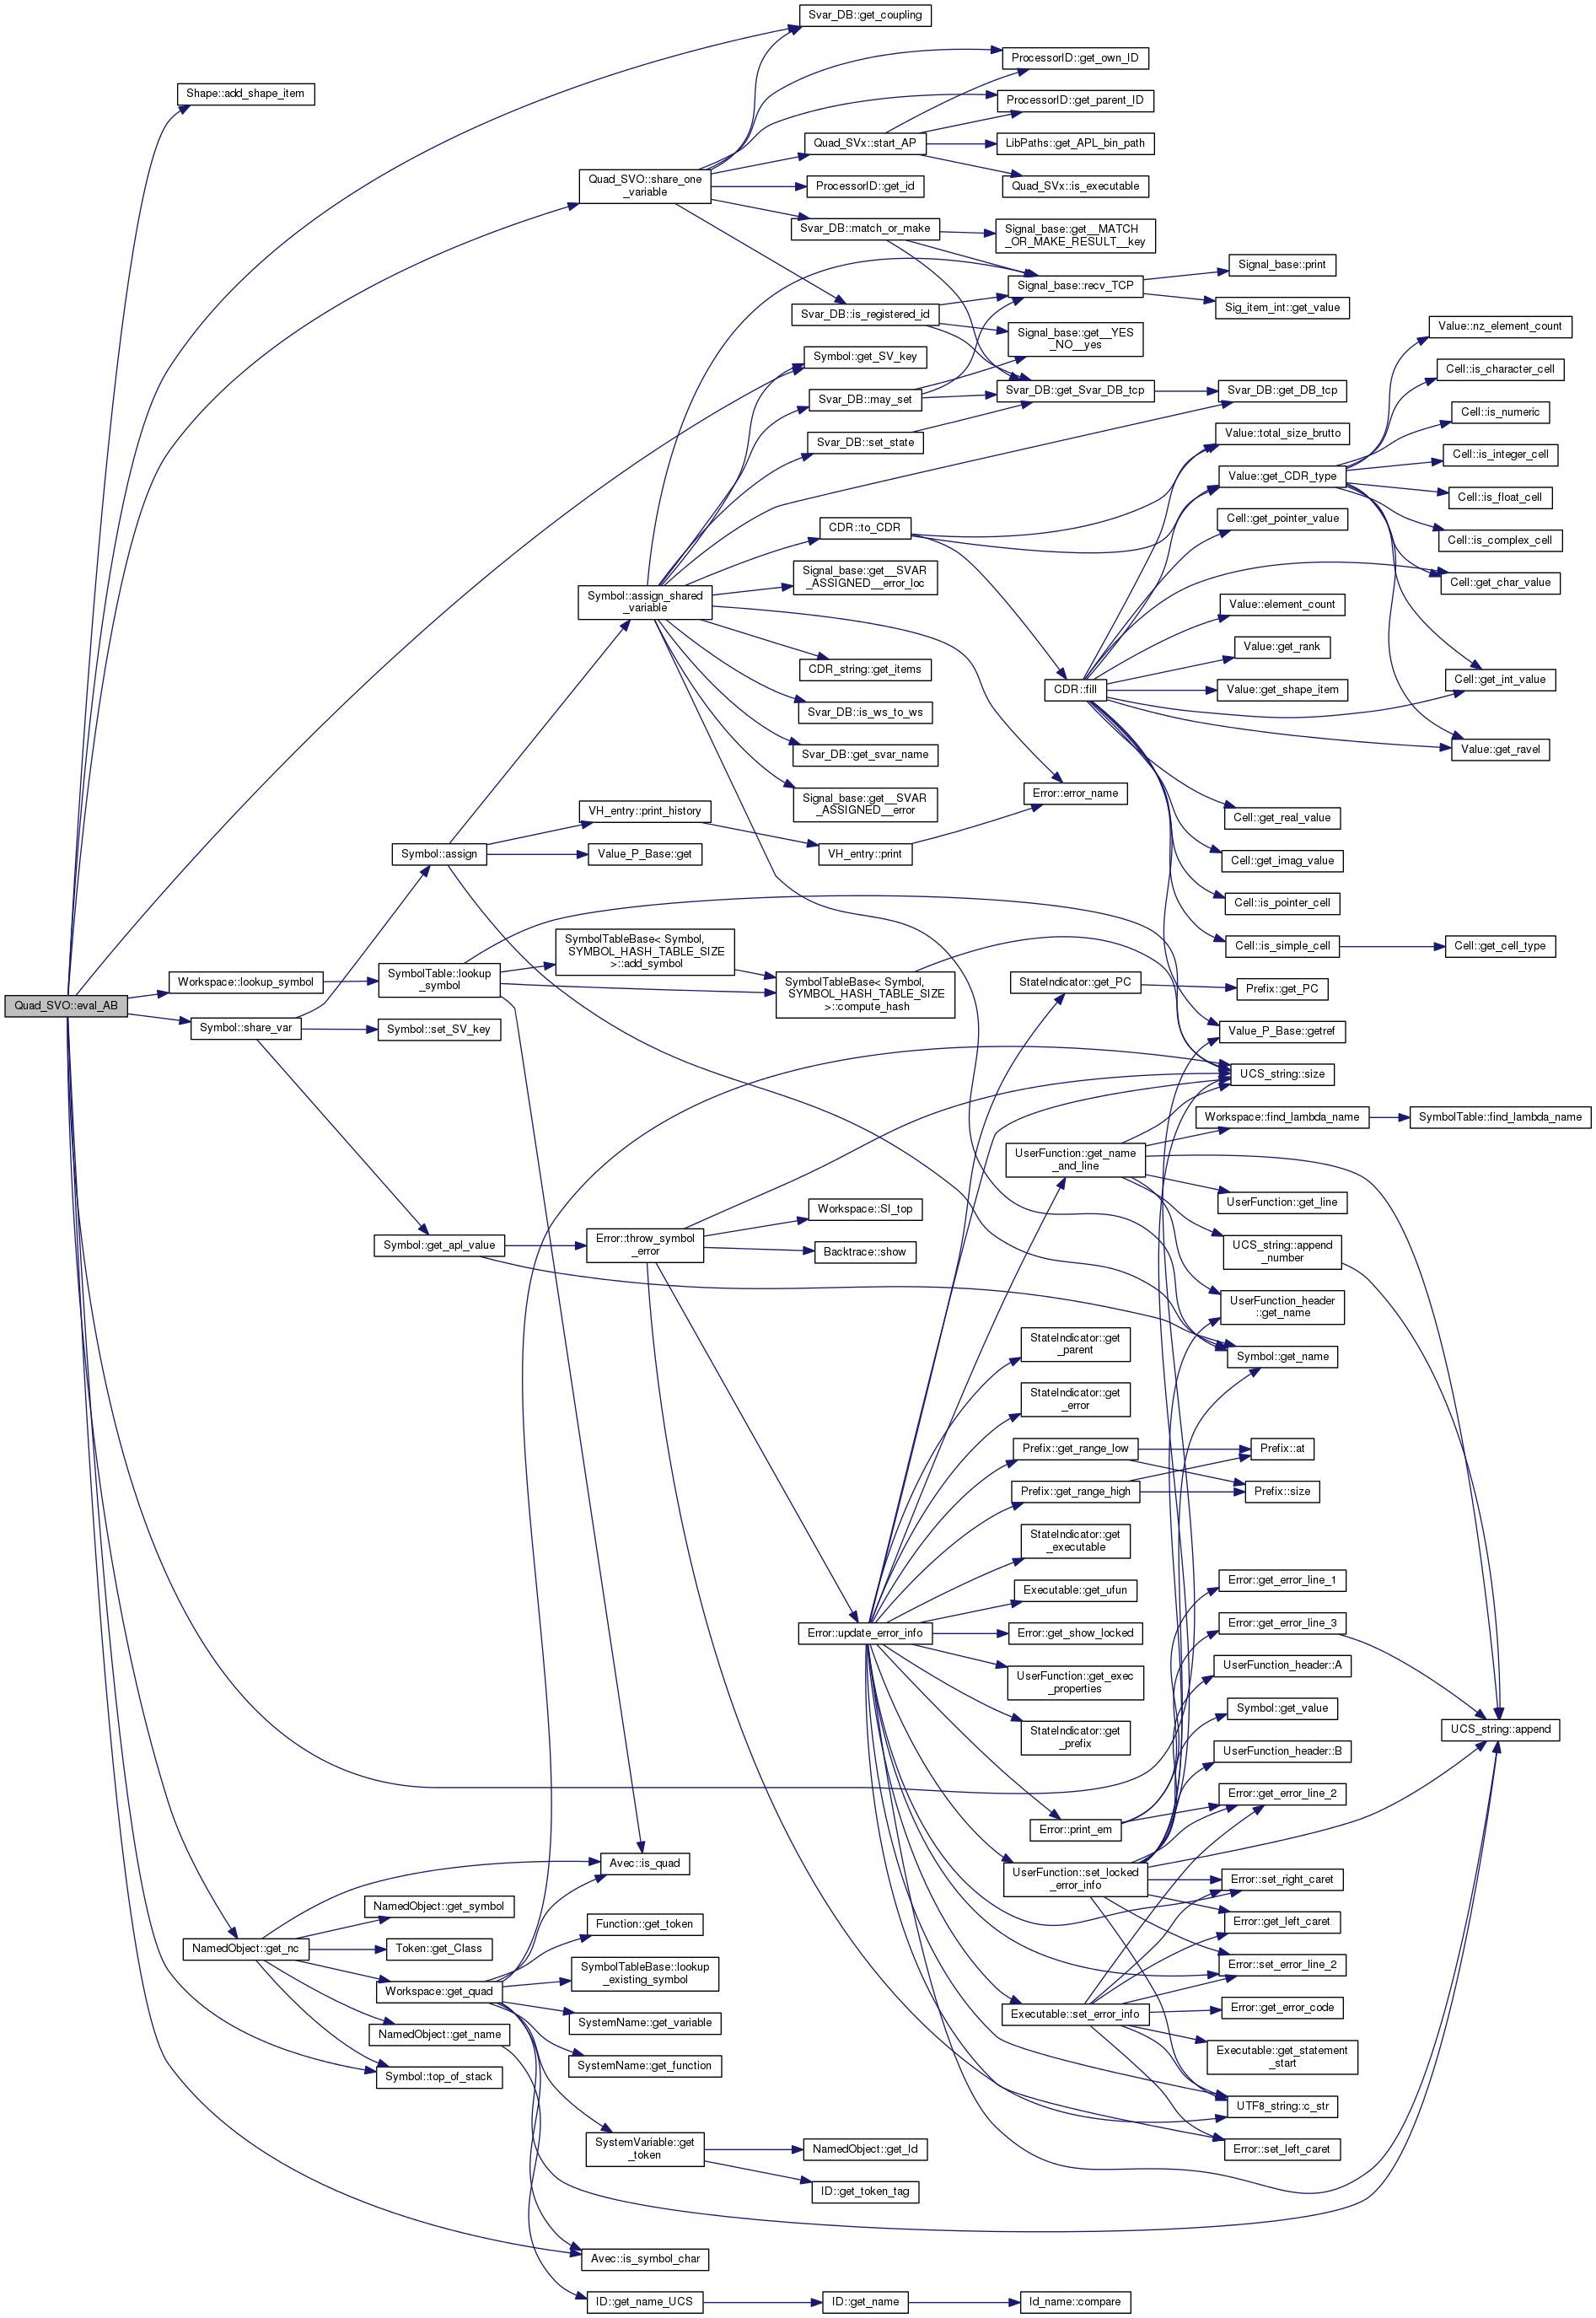 Svar_DB::get_coupling
ProcessorID::get_own_ID
Shape::add_shape_item
ProcessorID::get_parent_ID
Quad_SVx::start_AP
LibPaths::get_APL_bin_path
Quad_SVO::share_one
_variable
ProcessorID::get_id
Quad_SVx::is_executable
Svar_DB::match_or_make
Signal_base::get__MATCH
_OR_MAKE_RESULT__key
Signal_base::print
Signal_base::recv_TCP
Sig_item_int::get_value
Svar_DB::is_registered_id
Signal_base::get__YES
_NO__yes
Value::nz_element_count
Symbol::get_SV_key
Cell::is_character_cell
Svar_DB::get_Svar_DB_tcp
Svar_DB::get_DB_tcp
Svar_DB::may_set
Cell::is_numeric
Value::total_size_brutto
Svar_DB::set_state
Cell::is_integer_cell
Value::get_CDR_type
Cell::is_float_cell
Cell::get_pointer_value
CDR::to_CDR
Cell::is_complex_cell
Signal_base::get__SVAR
_ASSIGNED__error_loc
Cell::get_char_value
Symbol::assign_shared
_variable
Value::element_count
Value::get_rank
CDR_string::get_items
Cell::get_int_value
CDR::fill
Value::get_shape_item
Svar_DB::is_ws_to_ws
Value::get_ravel
Svar_DB::get_svar_name
Error::error_name
Signal_base::get__SVAR
_ASSIGNED__error
VH_entry::print_history
Cell::get_real_value
Symbol::assign
Value_P_Base::get
VH_entry::print
Cell::get_imag_value
Cell::is_pointer_cell
Cell::is_simple_cell
Cell::get_cell_type
SymbolTableBase< Symbol,
SYMBOL_HASH_TABLE_SIZE
>::add_symbol
Workspace::lookup_symbol
SymbolTable::lookup
_symbol
SymbolTableBase< Symbol,
SYMBOL_HASH_TABLE_SIZE
>::compute_hash
StateIndicator::get_PC
Prefix::get_PC
Quad_SVO::eval_AB
Symbol::share_var
Symbol::set_SV_key
Value_P_Base::getref
UCS_string::size
Workspace::find_lambda_name
SymbolTable::find_lambda_name
UserFunction::get_name
_and_line
UserFunction::get_line
Workspace::SI_top
Symbol::get_apl_value
Error::throw_symbol
_error
Backtrace::show
UCS_string::append
_number
UserFunction_header
::get_name
StateIndicator::get
_parent
Symbol::get_name
StateIndicator::get
_error
Prefix::get_range_low
Prefix::at
Prefix::get_range_high
Prefix::size
StateIndicator::get
_executable
Error::get_error_line_1
Executable::get_ufun
Error::update_error_info
Error::get_show_locked
Error::get_error_line_3
UserFunction::get_exec
_properties
UserFunction_header::A
StateIndicator::get
_prefix
Symbol::get_value
UCS_string::append
UserFunction_header::B
Error::get_error_line_2
Error::print_em
Avec::is_quad
UserFunction::set_locked
_error_info
Error::set_right_caret
NamedObject::get_symbol
Function::get_token
Error::get_left_caret
NamedObject::get_nc
Token::get_Class
SymbolTableBase::lookup
_existing_symbol
Error::set_error_line_2
Workspace::get_quad
Executable::set_error_info
Error::get_error_code
SystemName::get_variable
NamedObject::get_name
Executable::get_statement
_start
SystemName::get_function
Symbol::top_of_stack
UTF8_string::c_str
SystemVariable::get
_token
NamedObject::get_Id
Error::set_left_caret
ID::get_token_tag
Avec::is_symbol_char
ID::get_name_UCS
ID::get_name
Id_name::compare